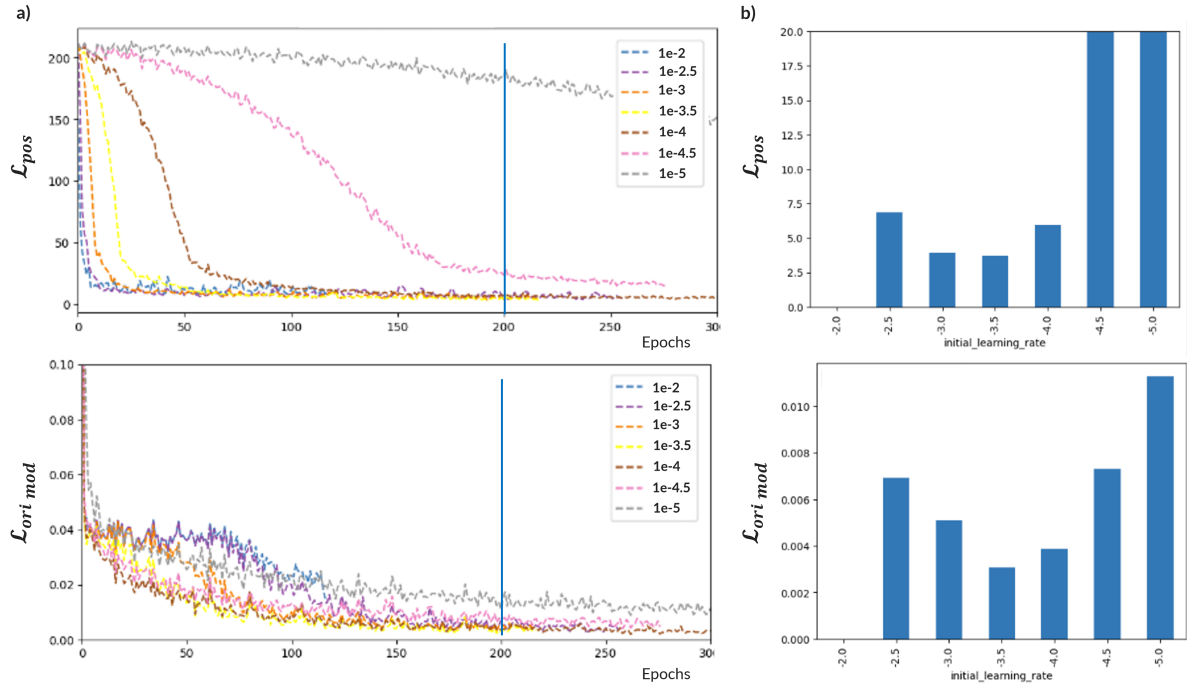 a)
200
150
100
50
0
0 50 100 150 200 250 30
ℒpos
Epochs
1e-2
1e-2.5
1e-3
1e-3.5
1e-4
1e-4.5
1e-5
b)
20.0
17.5
15.0
12.5
10.0
7.5
5.0
2.5
0.0
ℒpos
-2.0 -2.5 -3.0 -3.5 -4.0 -4.5 -5.0
initial_learning_rate
0.10
0.08
0.06
0.04
0.02
0.00
0 50 100 150 200 250 30
ℒori mod
Epochs
1e-2
1e-2.5
1e-3
1e-3.5
1e-4
1e-4.5
1e-5
0.010
0.008
0.006
0.004
0.002
0.000
ℒori mod
-2.0 -2.5 -3.0 -3.5 -4.0 -4.5 -5.0
initial_learning_rate